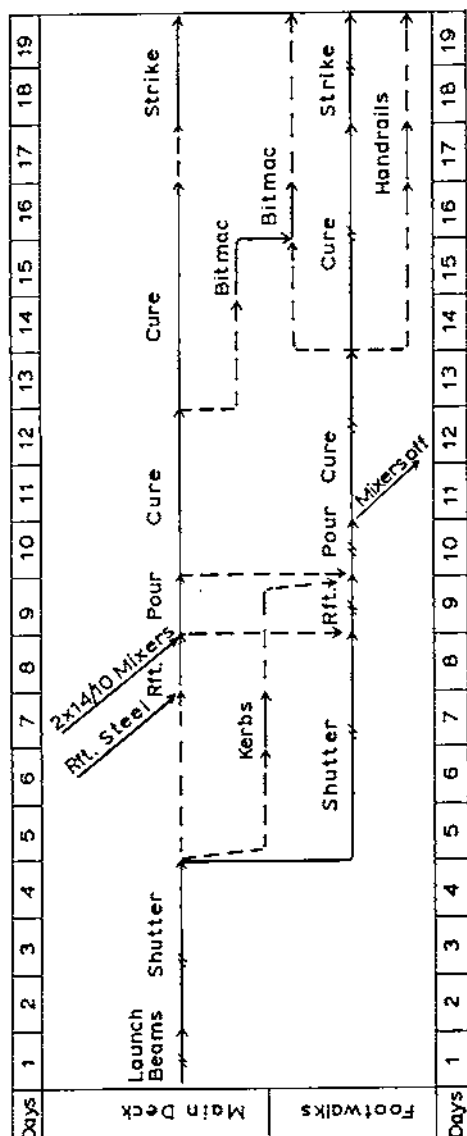 Days 1 2 3 4 5 6 7 8 9 10 11 12 13 14 15 16 17 18 19
Main Deck
Launch
Beams
Shutter
Rft. Steel
2x14/10 Mixers
Rft.
Pour
Cure
Cure
Strike
Bitmac
Bitmac
Kerbs
Footwalks
Shutter
Rft.
Pour
Cure
Cure
Strike
Mixers off
Handrails
Days 1 2 3 4 5 6 7 8 9 10 11 12 13 14 15 16 17 18 19